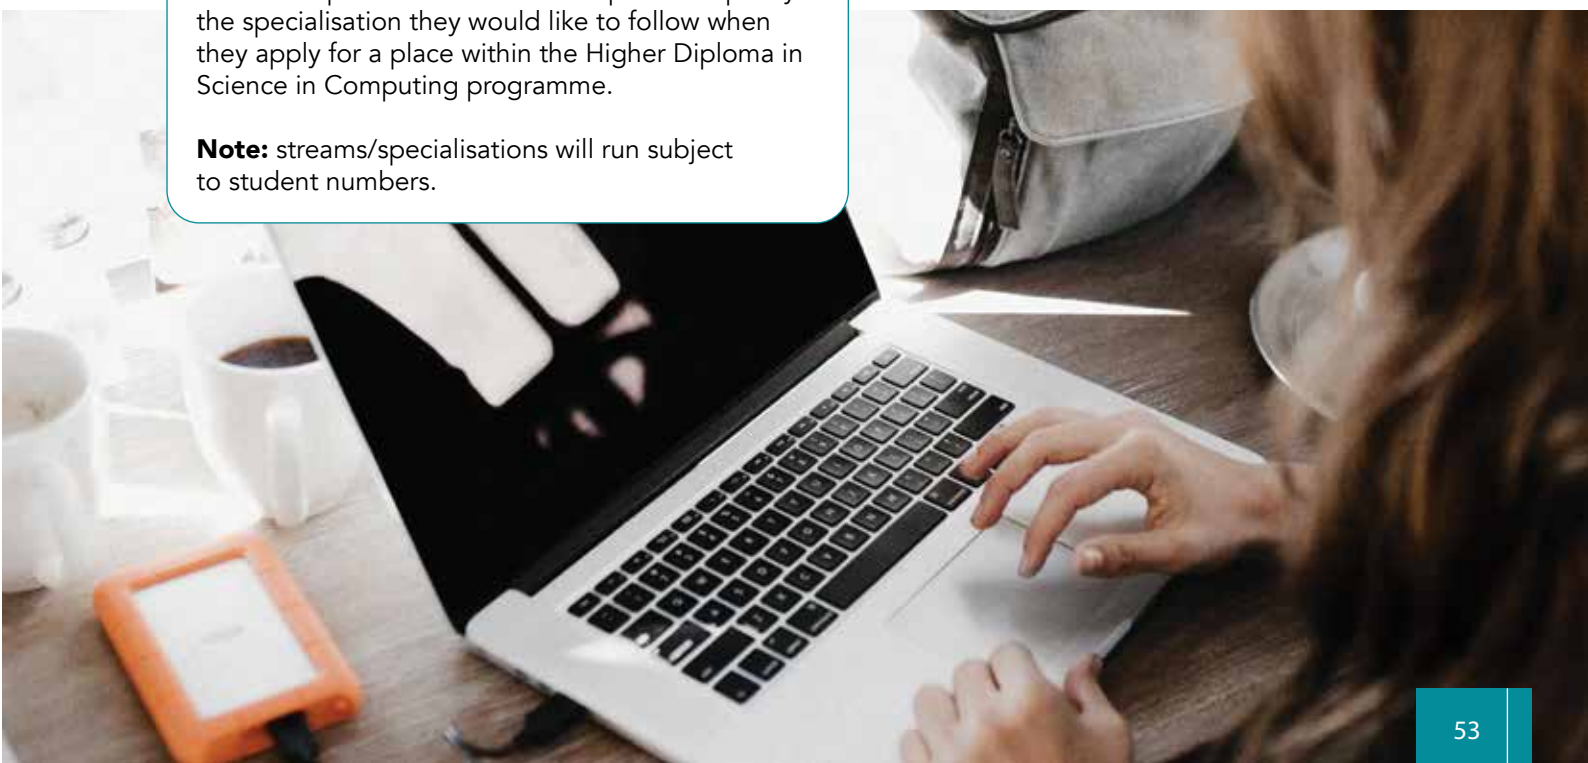 the specialisation they would like to follow when
they apply for a place within the Higher Diploma in
Science in Computing programme.
Note: streams/specialisations will run subject
to student numbers.
53